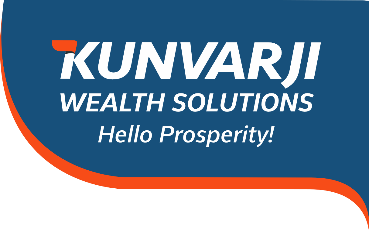 KUNVARJI
WEALTH SOLUTIONS
Hello Prosperity!